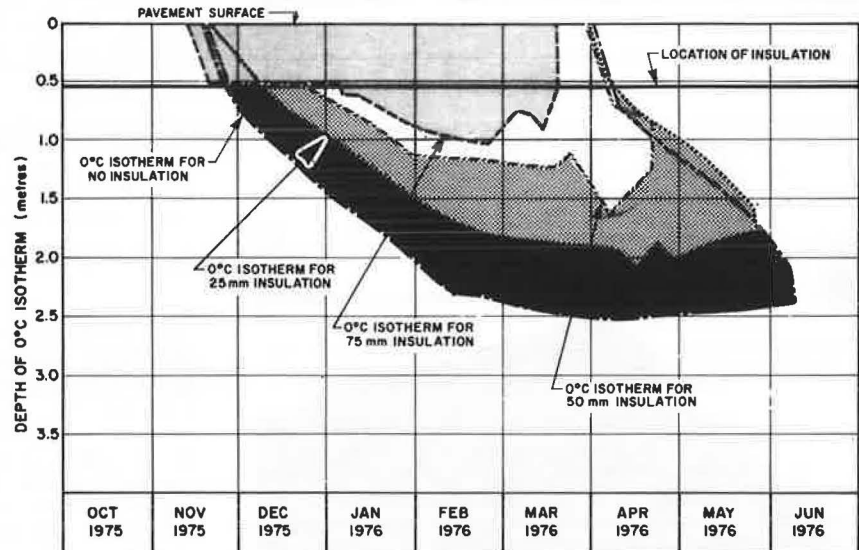 PAVEMENT SURFACE
LOCATION OF INSULATION
0
0.5
1.0
1.5
2.0
2.5
3.0
3.5
DEPTH OF 0°C ISOTHERM (metres)
0°C ISOTHERM FOR
NO INSULATION
0°C ISOTHERM FOR
25mm INSULATION
0°C ISOTHERM FOR
75 mm INSULATION
0°C ISOTHERM FOR
50 mm INSULATION
OCT
1975
NOV
1975
DEC
1975
JAN
1976
FEB
1976
MAR
1976
APR
1976
MAY
1976
JUN
1976